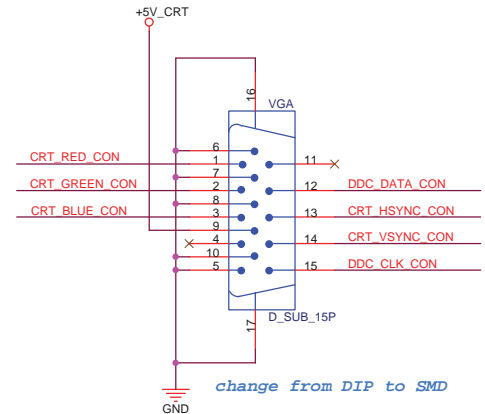 +5V_CRT
16
VGA
6
CRT_RED_CON
1
11
7
CRT_GREEN_CON
2
12
DDC_DATA_CON
8
CRT_BLUE_CON
3
13
CRT_HSYNC_CON
9
4
14
CRT_VSYNC_CON
10
5
15
DDC_CLK_CON
17
D_SUB_15P
change from DIP to SMD
GND